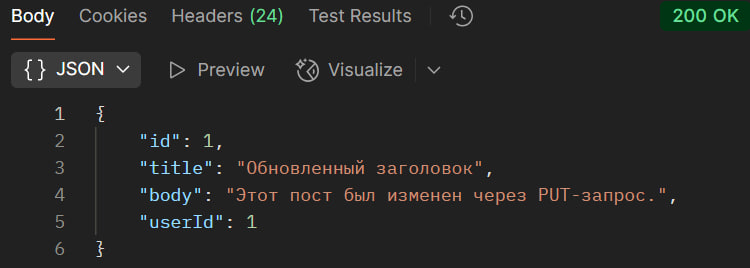 Body Cookies Headers (24) Test Results 200 OK
{} JSON Preview Visualize
1 {
2 "id": 1,
3 "title": "Обновленный заголовок",
4 "body": "Этот пост был изменен через PUT-запрос.",
5 "userId": 1
6 }